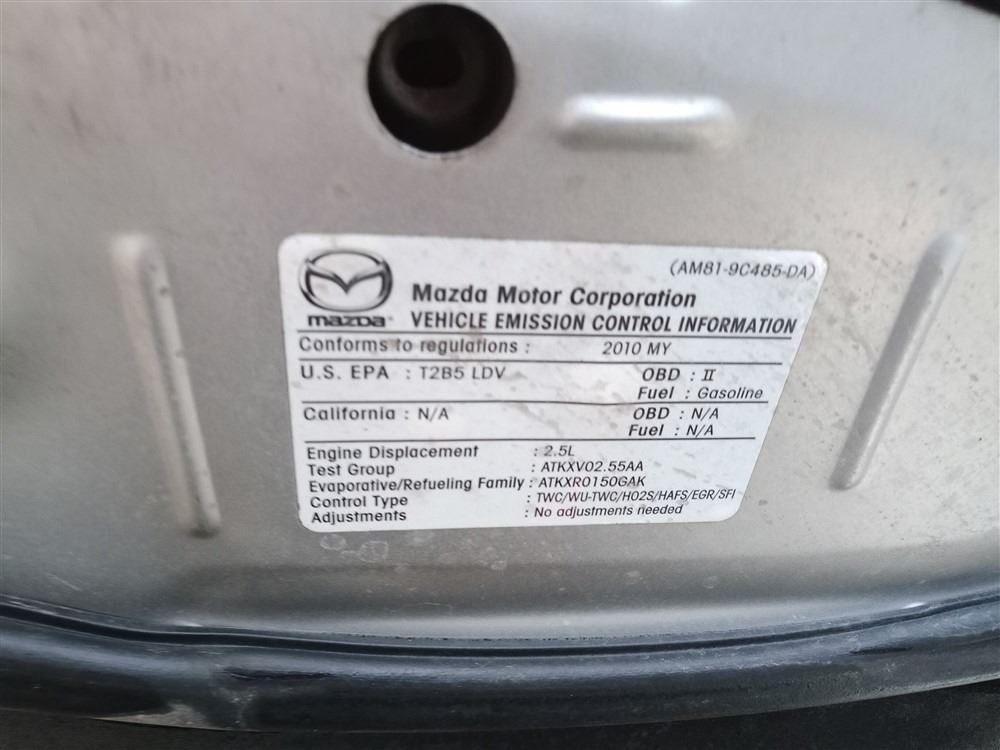 (AM81-9C485-DA)
mazda
Mazda Motor Corporation
VEHICLE EMISSION CONTROL INFORMATION
Conforms to regulations : 2010 MY
U.S. EPA : T2B5 LDV OBD : II
Fuel : Gasoline
California : N/A OBD : N/A
Fuel : N/A
Engine Displacement : 2.5L
Test Group : ATKXV02.55AA
Evaporative/Refueling Family : ATKXR0150GAK
Control Type : TWC/WU-TWC/HO2S/HAFS/EGR/SFI
Adjustments : No adjustments needed